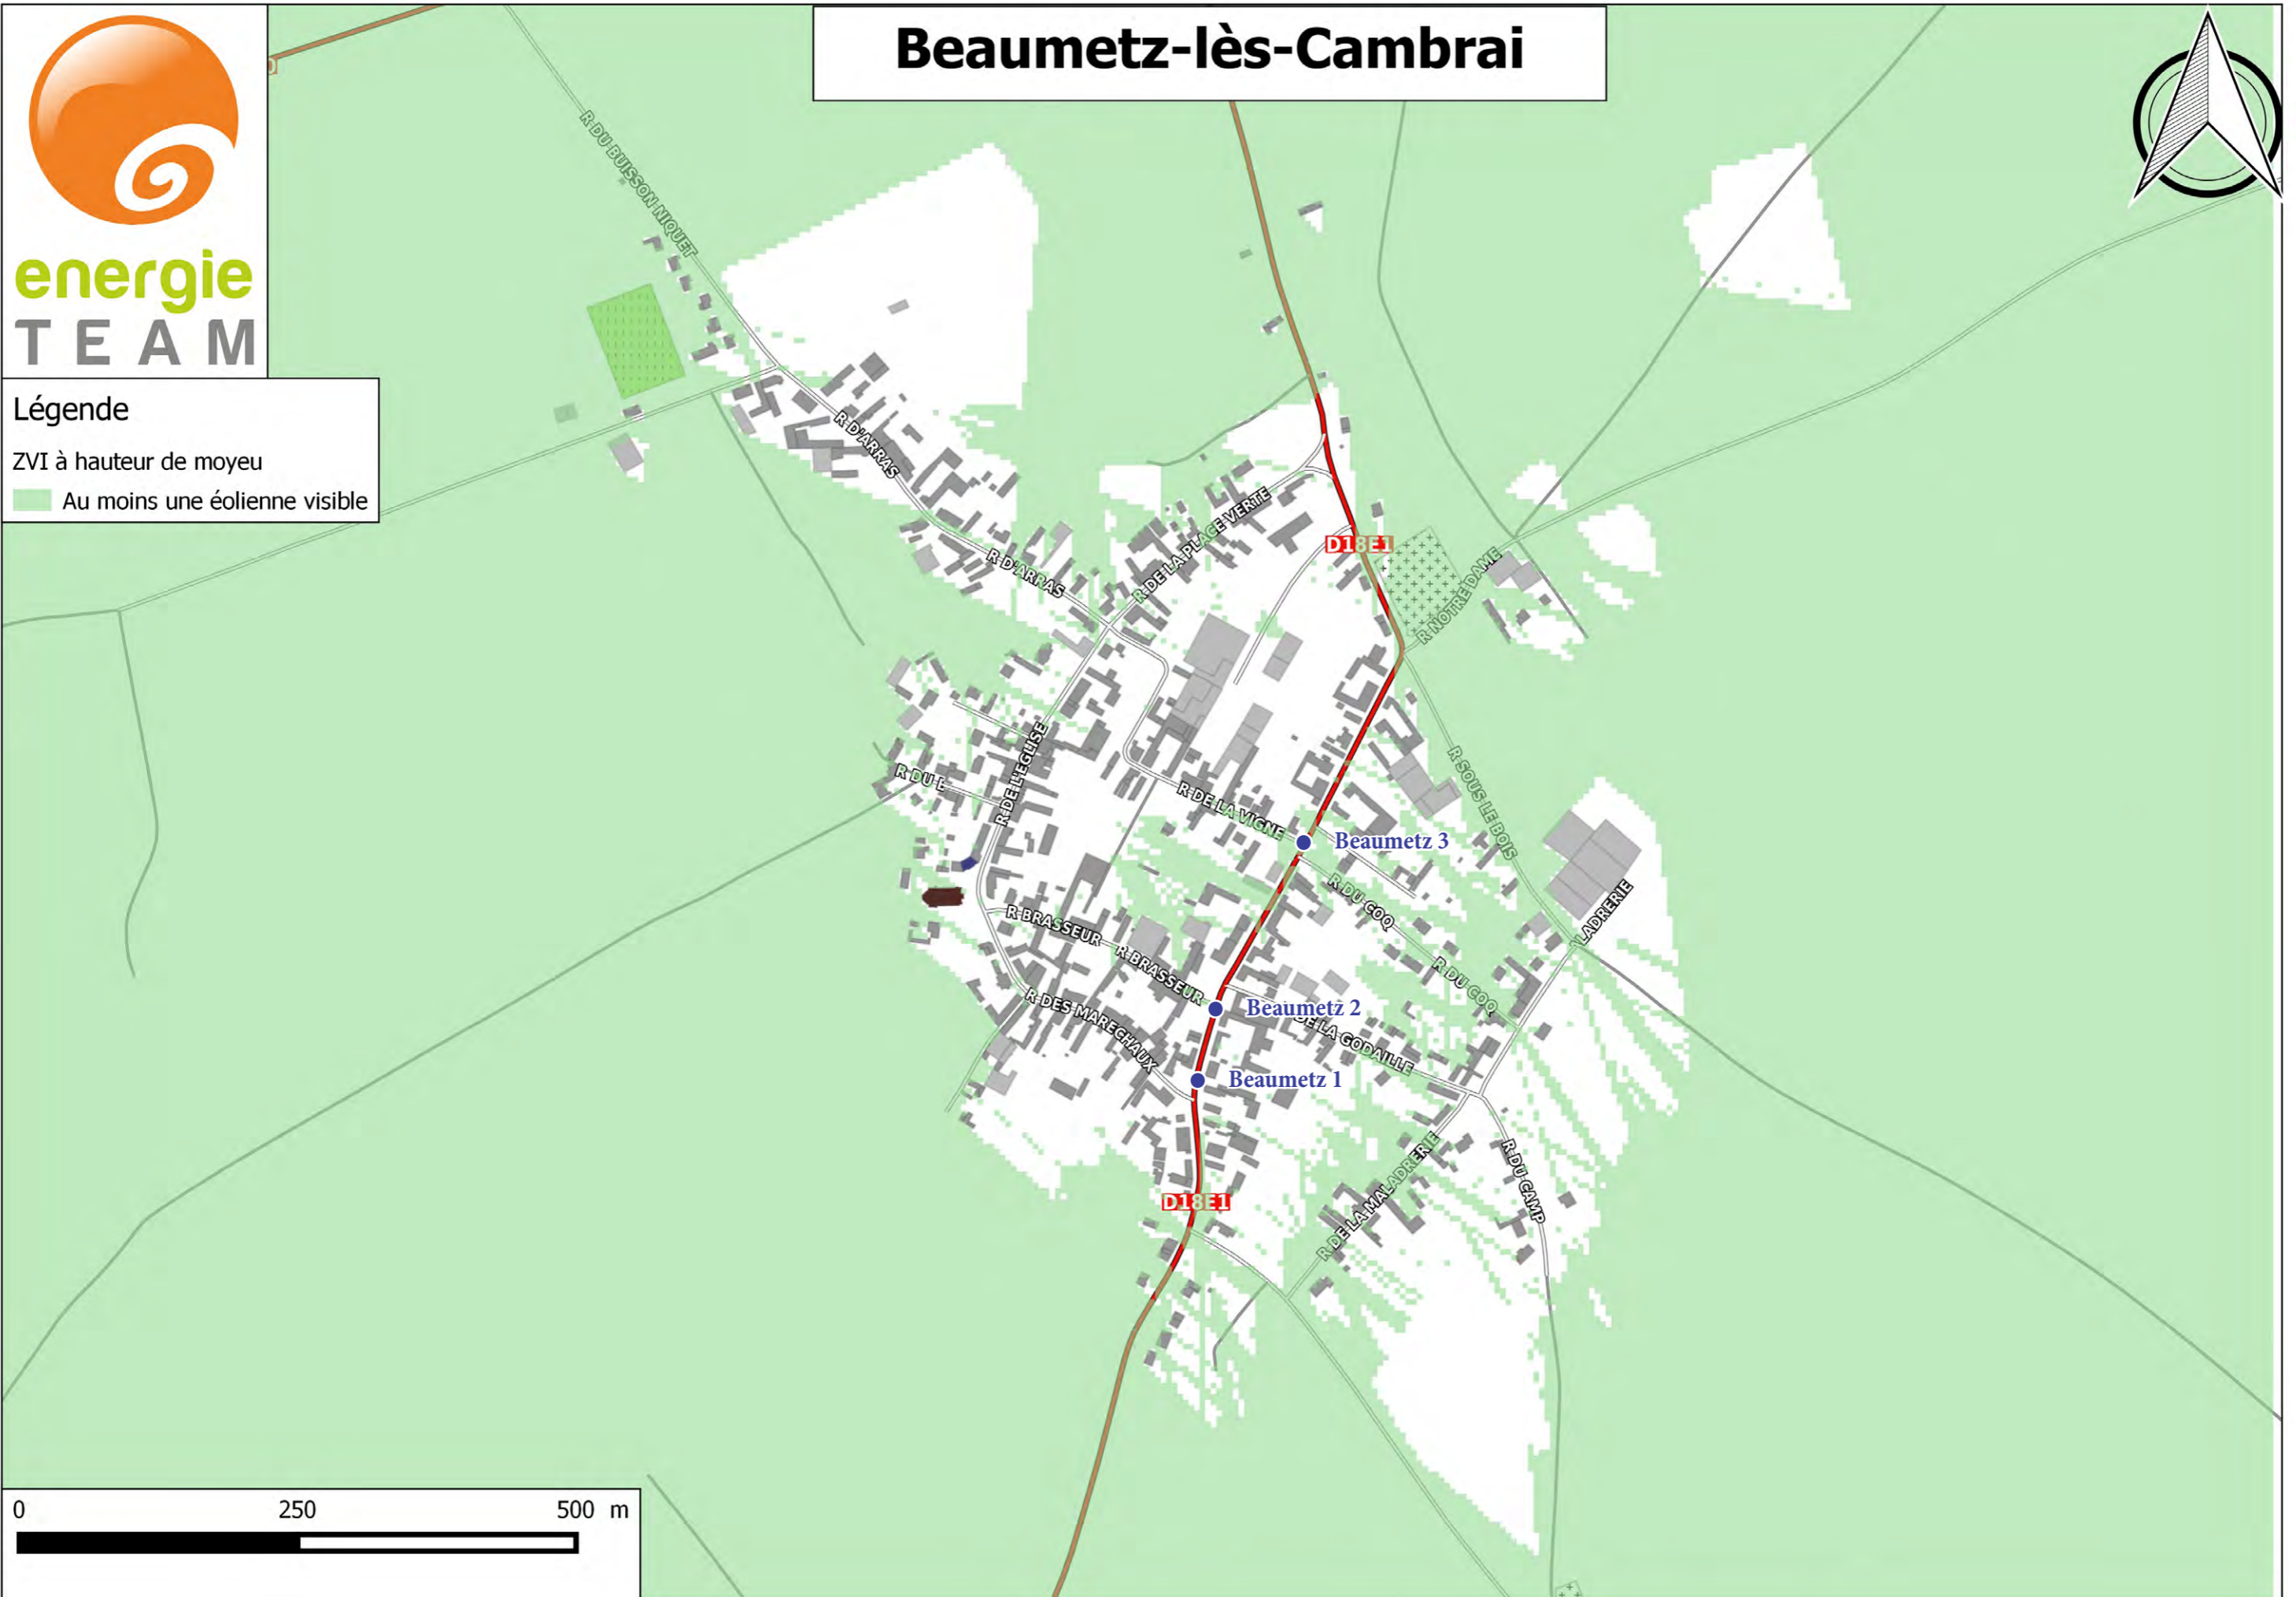 Beaumetz-lès-Cambrai
energie
TEAM
Légende
ZVI à hauteur de moyeu
Au moins une éolienne visible
R DU BUISSON NIQUET
R D'ARRAS
R D'ARRAS
R DE LA PLACE VERTE
D18E1
R NOTRE DAME
R DE L'EGLISE
R DU
R DE LA VIGNE
R SOUS LE BOIS
Beaumetz 3
R DU COQ
R DU COQ
LADRERIE
R BRASSEUR
R BRASSEUR
R DES MARECHAUX
Beaumetz 2
DE LA GODAILLE
Beaumetz 1
R DE LA MALADRERIE
R DU CAMP
D18E1
0 250 500 m